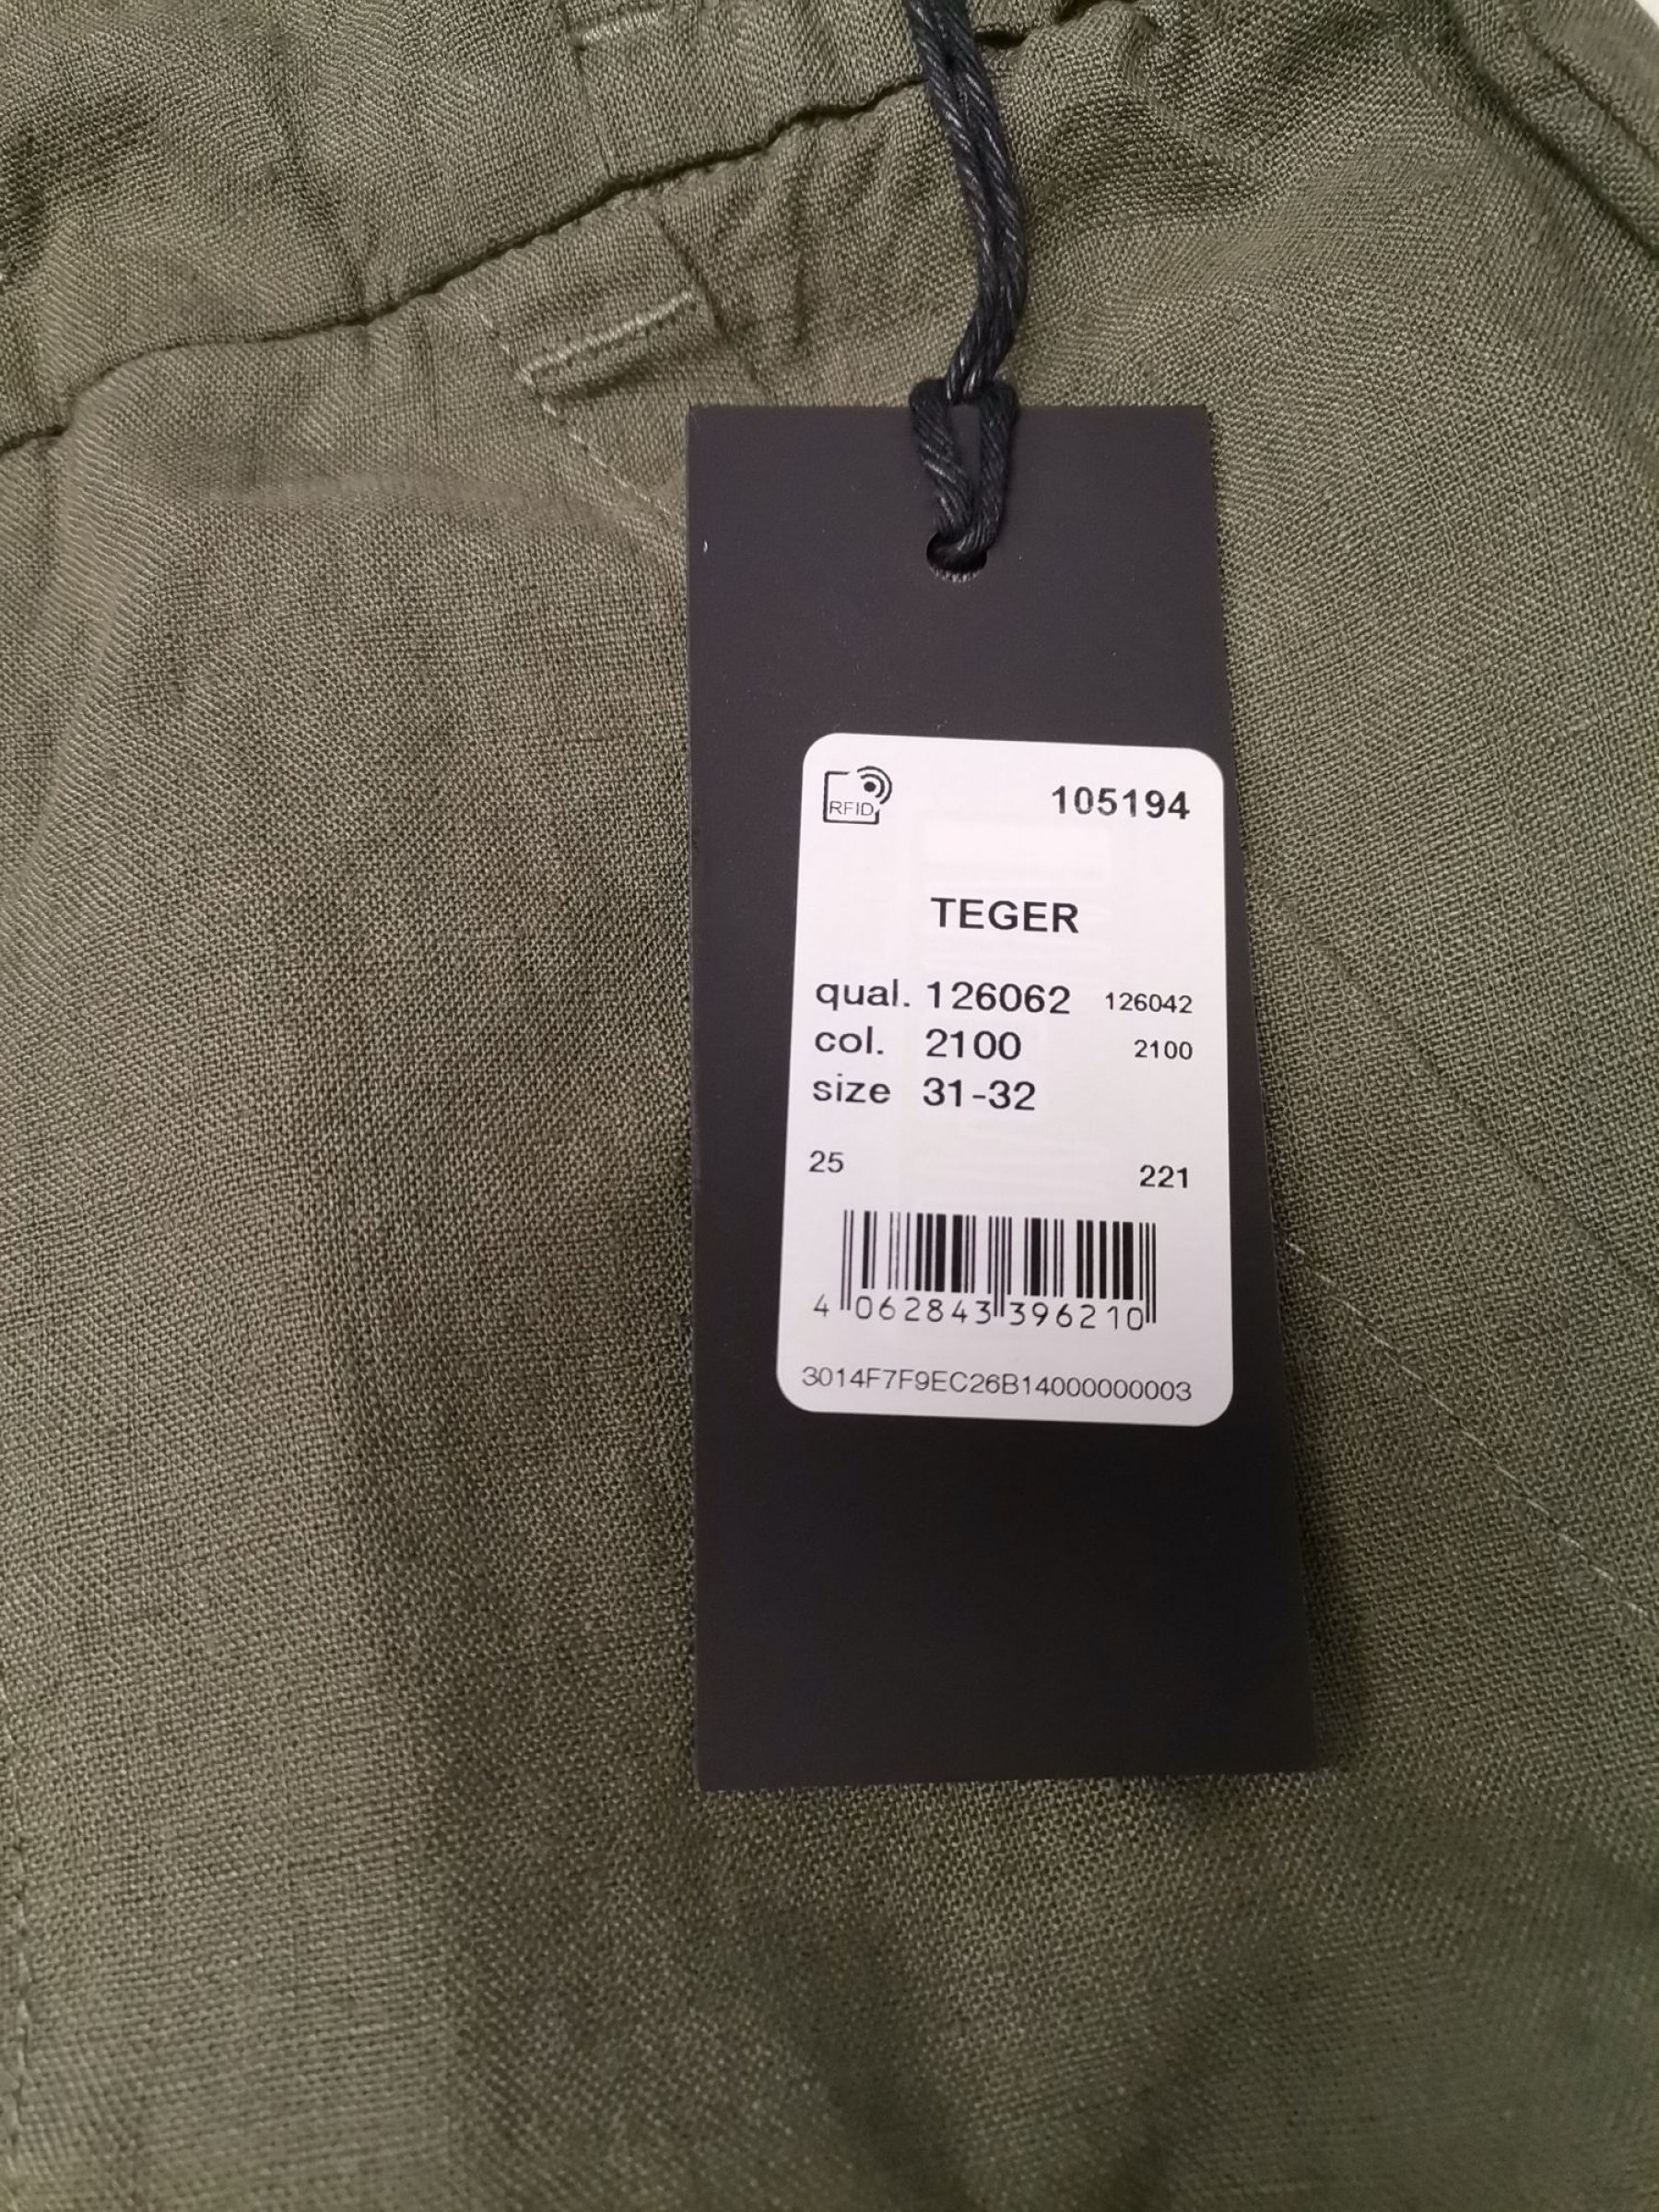 RFID
105194
TEGER
qual. 126062 126042
col. 2100 2100
size 31-32
25 221
4 062843 396210
3014F7F9EC26B14000000003